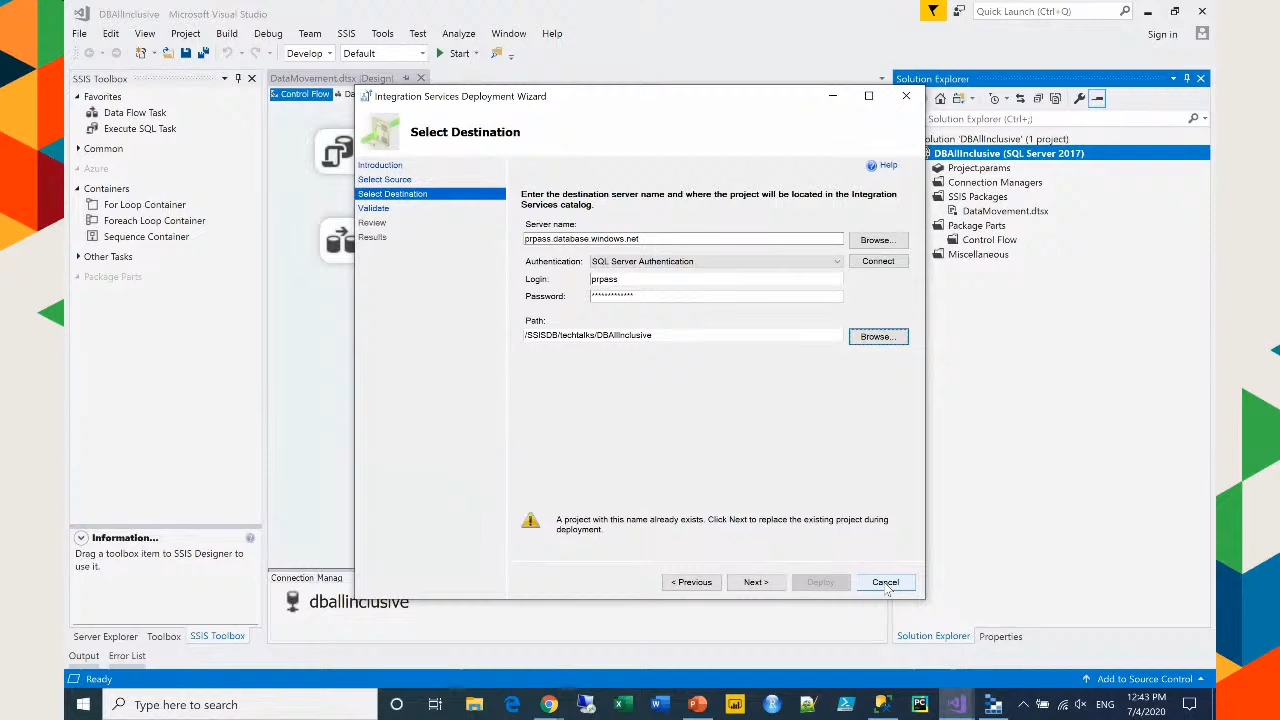 DBAllInclusive - Microsoft Visual Studio
Quick Launch (Ctrl+Q)
File Edit View Project Build Debug Team SSIS Tools Test Analyze Window Help
Sign in
Develop Default Start
SSIS Toolbox
DataMovement.dtsx [Design]
Solution Explorer
Favorites
Data Flow Task
Execute SQL Task
Common
Azure
Containers
For Loop Container
Foreach Loop Container
Sequence Container
Other Tasks
Package Parts
Information...
Drag a toolbox item to SSIS Designer to
use it.
Control Flow
Integration Services Deployment Wizard
Select Destination
Introduction
Select Source
Select Destination
Validate
Review
Results
Help
Enter the destination server name and where the project will be located in the Integration
Services catalog.
Server name:
prpass.database.windows.net
Browse...
Authentication: SQL Server Authentication
Connect
Login: prpass
Password: *************
Path:
/SSISDB/techtalks/DBAllInclusive
Browse...
A project with this name already exists. Click Next to replace the existing project during
deployment.
< Previous Next > Deploy Cancel
Connection Manag
dballinclusive
Explorer (Ctrl+;)
olution 'DBAllInclusive' (1 project)
DBAllInclusive (SQL Server 2017)
Project.params
Connection Managers
SSIS Packages
DataMovement.dtsx
Package Parts
Control Flow
Miscellaneous
Server Explorer Toolbox SSIS Toolbox
Solution Explorer Properties
Output Error List
Ready
Add to Source Control
Type here to search
ENG
12:43 PM
7/4/2020